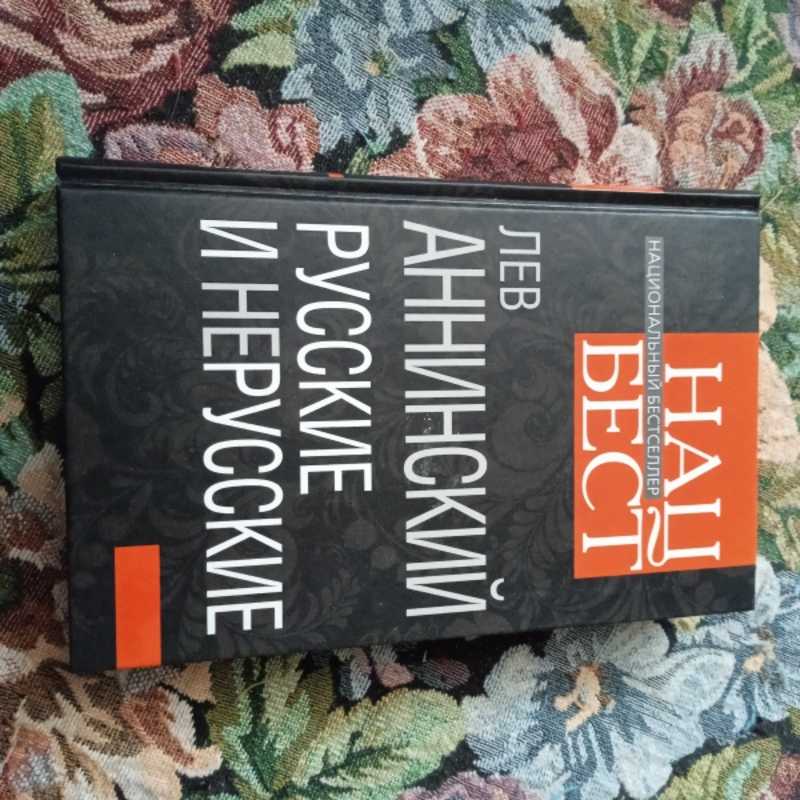 НАЦ
БЕСТ
НАЦИОНАЛЬНЫЙ БЕСТСЕЛЛЕР
ЛЕВ
АННИНСКИЙ
РУССКИЕ
И НЕРУССКИЕ